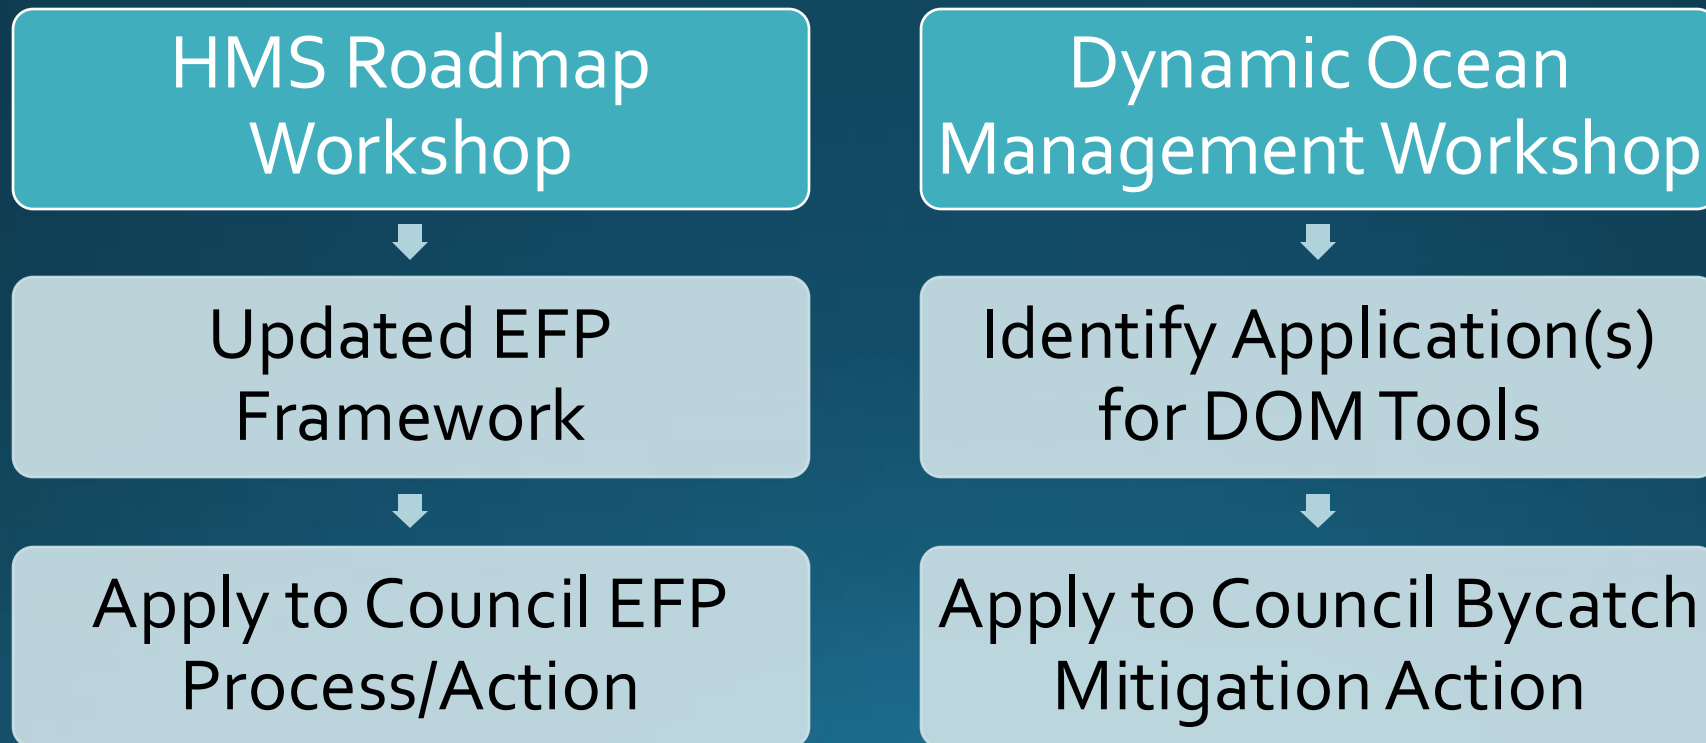 HMS Roadmap
Workshop
Updated EFP
Framework
Apply to Council EFP
Process/Action
Dynamic Ocean
Management Workshop
Identify Application(s)
for DOM Tools
Apply to Council Bycatch
Mitigation Action